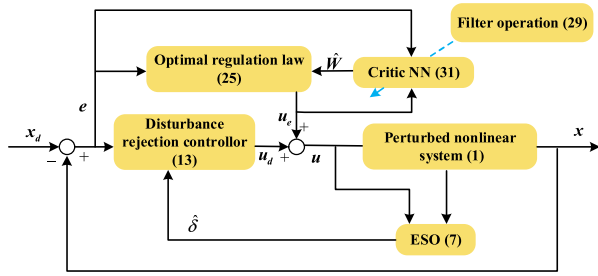 Filter operation (29)
Optimal regulation law
(25)
Ŵ
Critic NN (31)
e
u_e
+
x_d
−
+
Disturbance
rejection controllor
(13)
u_d
+
u
Perturbed nonlinear
system (1)
x
δ̂
ESO (7)